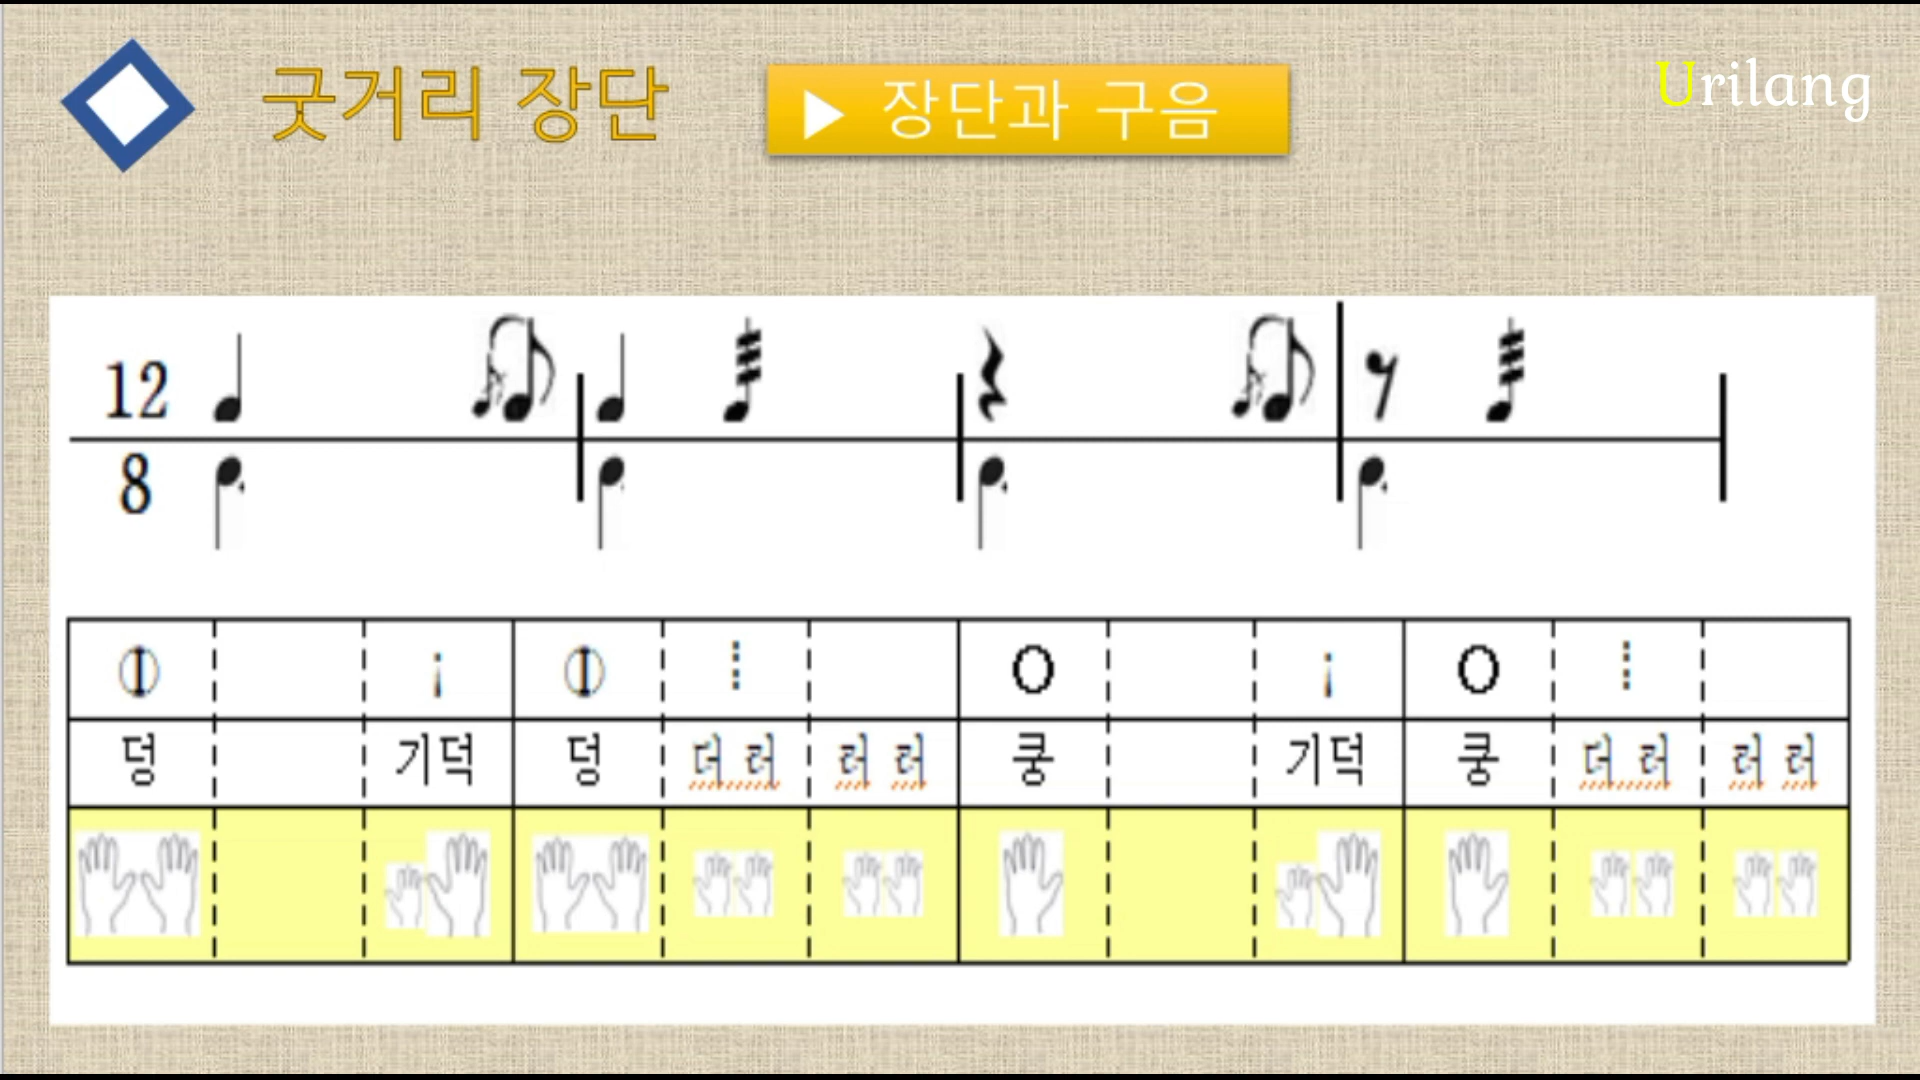 굿거리 장단
▶ 장단과 구음
Urilang
12
8
덩 기덕 덩 더 러 러 러 쿵 기덕 쿵 더 러 러 러